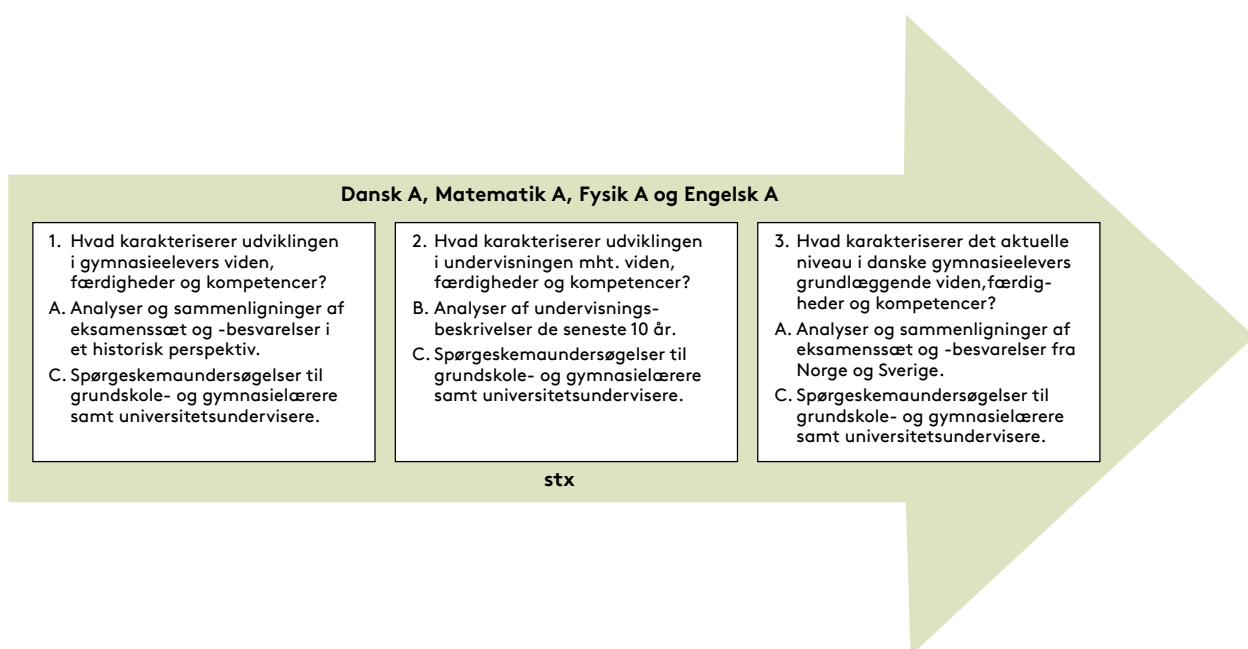 Dansk A, Matematik A, Fysik A og Engelsk A
1. Hvad karakteriserer udviklingen
i gymnasieelevers viden,
færdigheder og kompetencer?
A. Analyser og sammenligninger af
eksamenssæt og -besvarelser i
et historisk perspektiv.
C. Spørgeskemaundersøgelser til
grundskole- og gymnasielærere
samt universitetsundervisere.
2. Hvad karakteriserer udviklingen
i undervisningen mht. viden,
færdigheder og kompetencer?
B. Analyser af undervisnings-
beskrivelser de seneste 10 år.
C. Spørgeskemaundersøgelser til
grundskole- og gymnasielærere
samt universitetsundervisere.
3. Hvad karakteriserer det aktuelle
niveau i danske gymnasieelevers
grundlæggende viden,færdig-
heder og kompetencer?
A. Analyser og sammenligninger af
eksamenssæt og -besvarelser fra
Norge og Sverige.
C. Spørgeskemaundersøgelser til
grundskole- og gymnasielærere
samt universitetsundervisere.
stx